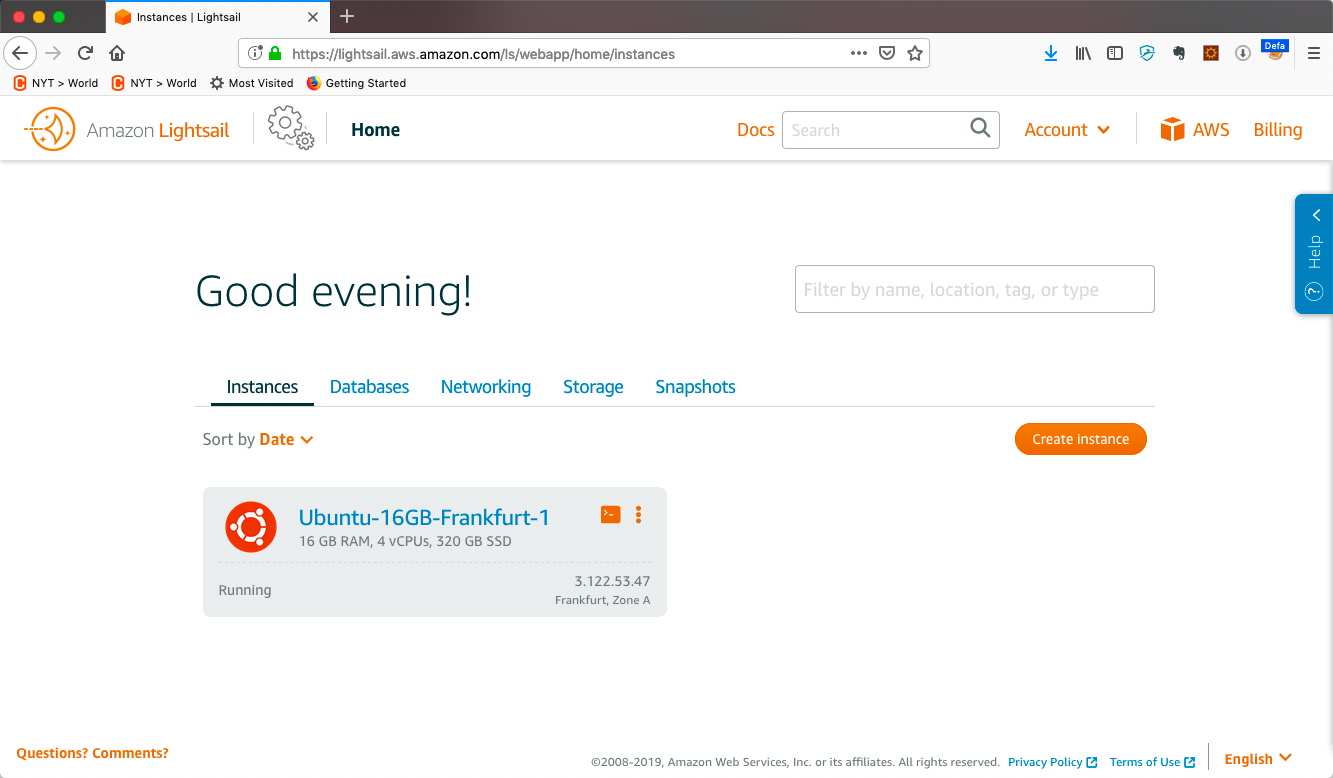 Instances | Lightsail
https://lightsail.aws.amazon.com/ls/webapp/home/instances
Defa
NYT > World NYT > World Most Visited Getting Started
Amazon Lightsail Home Docs Search Account AWS Billing
Help
Good evening!
Filter by name, location, tag, or type
Instances Databases Networking Storage Snapshots
Sort by Date Create instance
Ubuntu-16GB-Frankfurt-1
16 GB RAM, 4 vCPUs, 320 GB SSD
3.122.53.47
Running
Frankfurt, Zone A
Questions? Comments?
©2008-2019, Amazon Web Services, Inc. or its affiliates. All rights reserved. Privacy Policy Terms of Use English